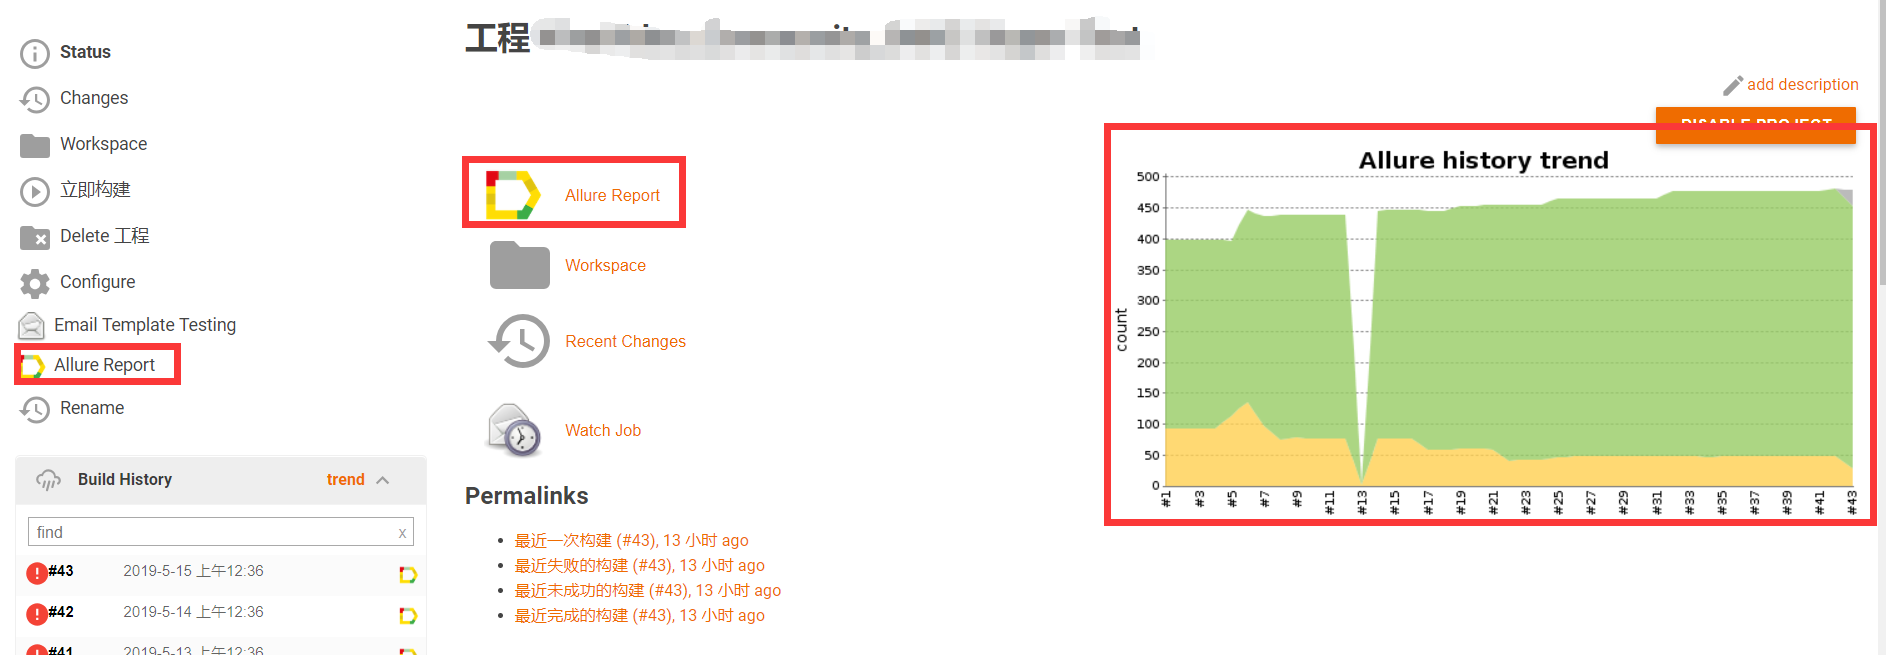 工程
Status
Changes
Workspace
立即构建
Delete 工程
Configure
Email Template Testing
Allure Report
Rename
Build History trend
find x
#43 2019-5-15 上午12:36
#42 2019-5-14 上午12:36
#41 2019-5-13 上午12:36
add description
DISABLE PROJECT
Allure Report
Workspace
Recent Changes
Watch Job
Permalinks
最近一次构建 (#43), 13 小时 ago
最近失败的构建 (#43), 13 小时 ago
最近未成功的构建 (#43), 13 小时 ago
最近完成的构建 (#43), 13 小时 ago
Allure history trend
count
500
450
400
350
300
250
200
150
100
50
0
#1 #3 #5 #7 #9 #11 #13 #15 #17 #19 #21 #23 #25 #27 #29 #31 #33 #35 #37 #39 #41 #43